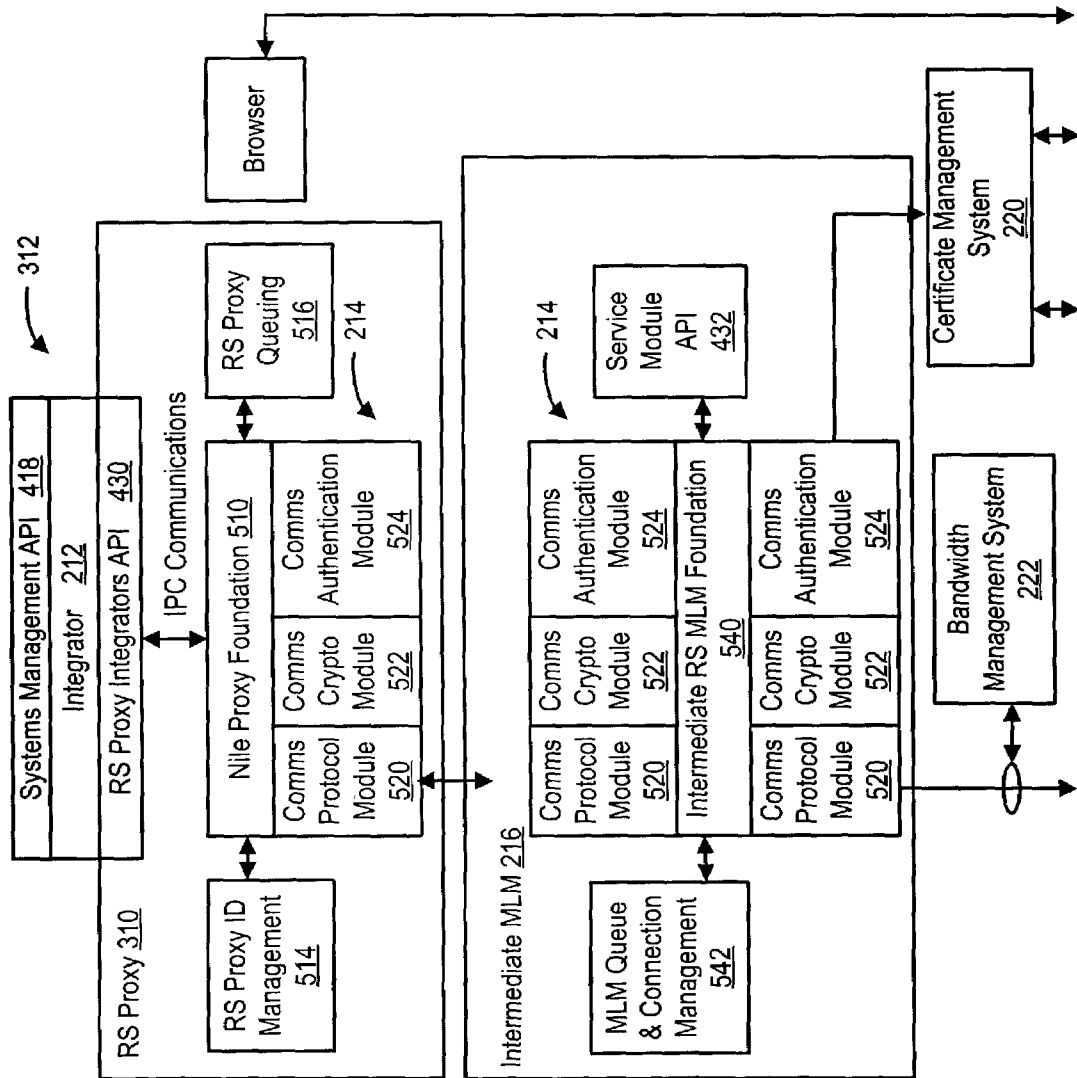 312
Systems Management API 418
Integrator 212
RS Proxy Integrators API 430
IPC Communications
RS Proxy 310
RS Proxy ID
Management
514
Nile Proxy Foundation 510
Comms
Protocol
Module
520
Comms
Crypto
Module
522
Comms
Authentication
Module
524
RS Proxy
Queuing
516
214
Browser
Intermediate MLM 216
MLM Queue
& Connection
Management
542
Comms
Protocol
Module
520
Comms
Crypto
Module
522
Comms
Authentication
Module
524
Intermediate RS MLM Foundation
540
Comms
Protocol
Module
520
Comms
Crypto
Module
522
Comms
Authentication
Module
524
214
Service
Module
API
432
Bandwidth
Management System
222
Certificate Management
System
220